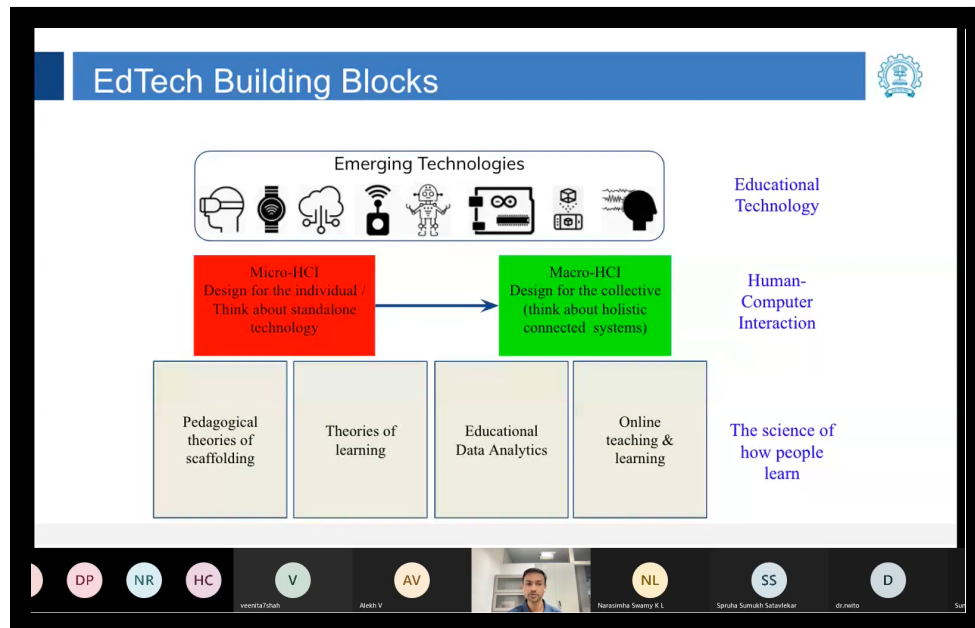 EdTech Building Blocks
Emerging Technologies
Educational
Technology
Micro-HCI
Design for the individual /
Think about standalone
technology
Macro-HCI
Design for the collective
(think about holistic
connected systems)
Human-
Computer
Interaction
Pedagogical
theories of
scaffolding
Theories of
learning
Educational
Data Analytics
Online
teaching &
learning
The science of
how people
learn
DP
NR
HC
V
veenita7shah
AV
Alekh V
NL
Narasimha Swamy K L
SS
Spruha Sumukh Satavlekar
D
dr.rwito
Sur